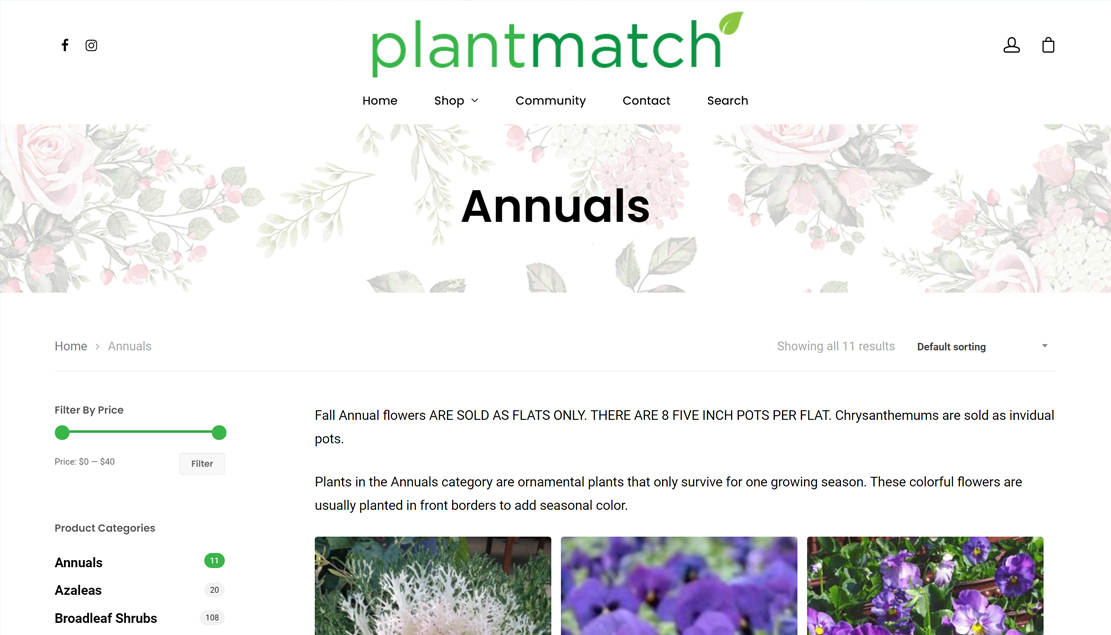 plantmatch
Home
Shop
Community
Contact
Search
Annuals
Home > Annuals
Showing all 11 results
Default sorting
Filter By Price
Price: $0 — $40
Filter
Product Categories
Annuals 11
Azaleas 20
Broadleaf Shrubs 108
Fall Annual flowers ARE SOLD AS FLATS ONLY. THERE ARE 8 FIVE INCH POTS PER FLAT. Chrysanthemums are sold as invidual
pots.
Plants in the Annuals category are ornamental plants that only survive for one growing season. These colorful flowers are
usually planted in front borders to add seasonal color.